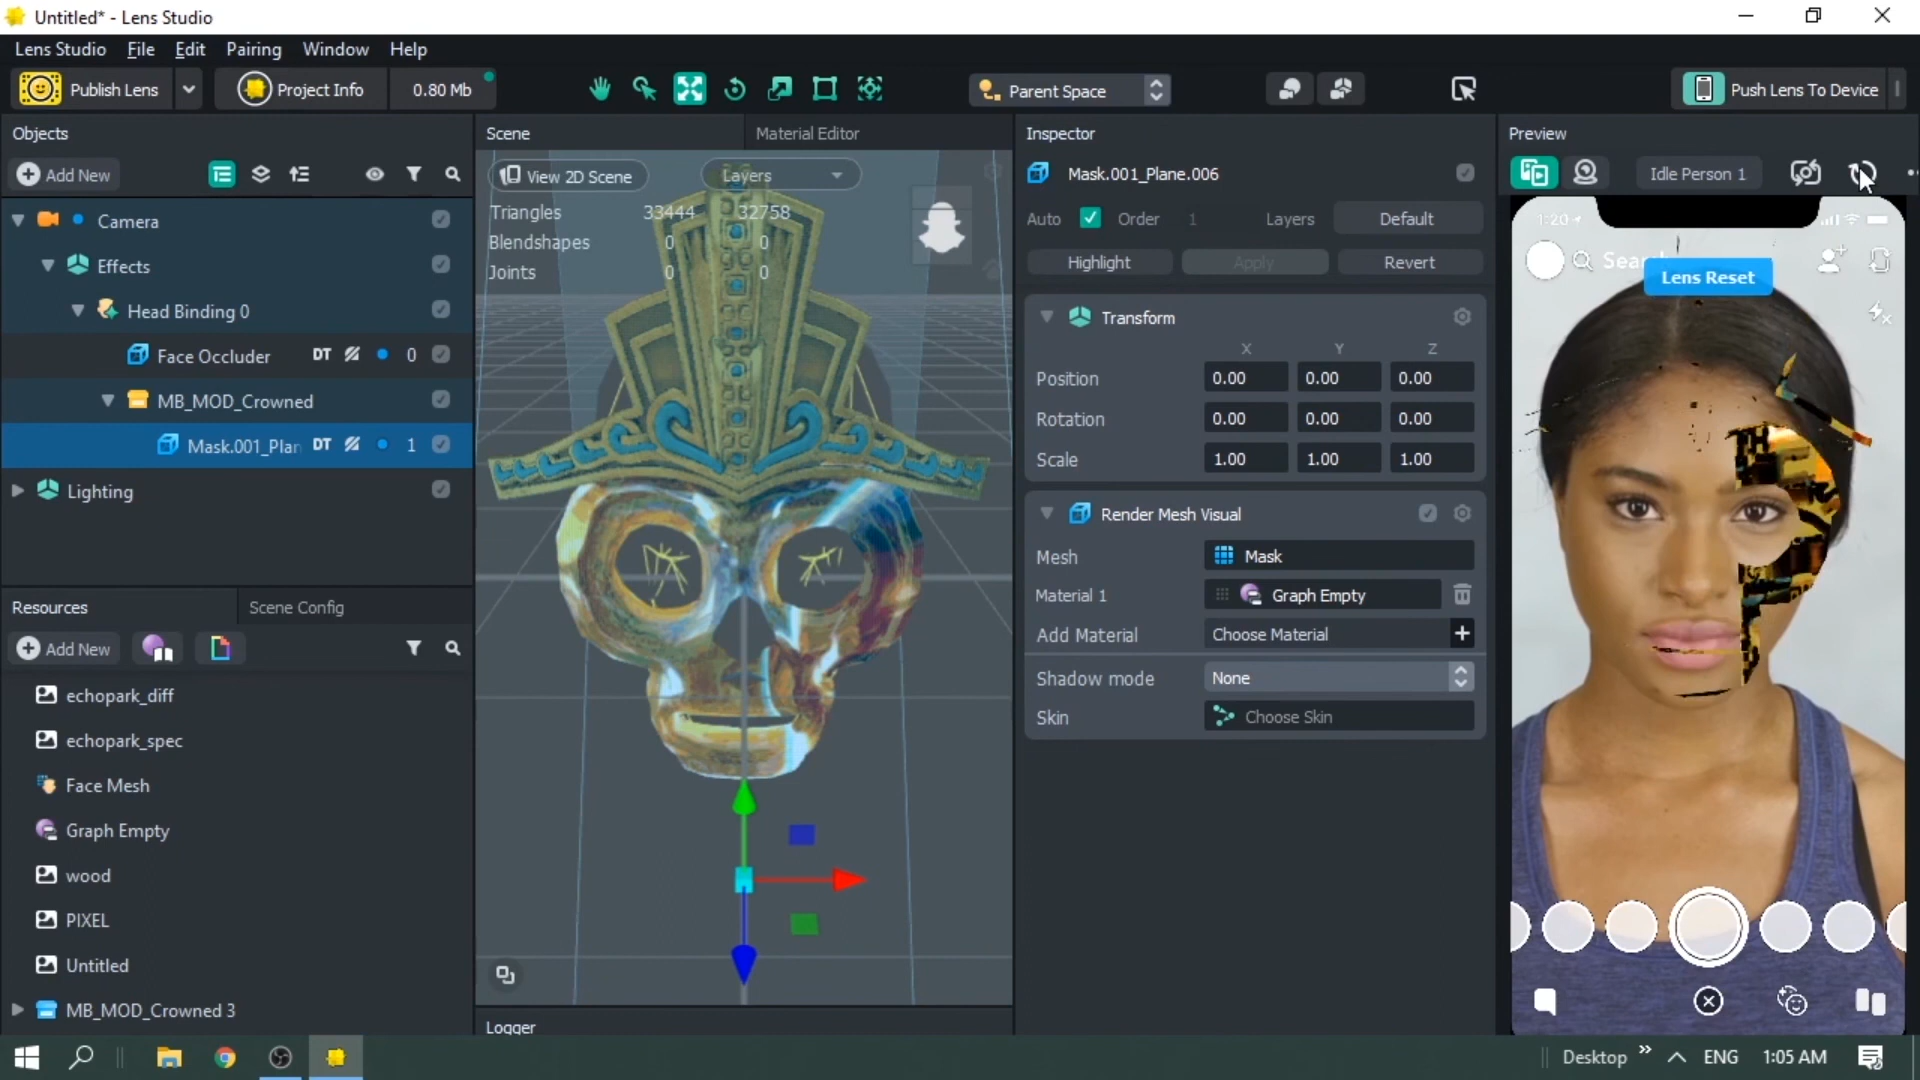 Untitled* - Lens Studio
Lens Studio File Edit Pairing Window Help
Publish Lens Project Info 0.80 Mb Parent Space Push Lens To Device
Objects
Add New
Camera
Effects
Head Binding 0
Face Occluder DT 0
MB_MOD_Crowned
Mask.001_Plan DT 1
Lighting
Resources Scene Config
Add New
echopark_diff
echopark_spec
Face Mesh
Graph Empty
wood
PIXEL
Untitled
MB_MOD_Crowned 3
Scene Material Editor
View 2D Scene Layers
Triangles 33444 32758
Blendshapes 0 0
Joints 0 0
Logger
Inspector
Mask.001_Plane.006
Auto Order 1 Layers Default
Highlight Apply Revert
Transform
X Y Z
Position 0.00 0.00 0.00
Rotation 0.00 0.00 0.00
Scale 1.00 1.00 1.00
Render Mesh Visual
Mesh Mask
Material 1 Graph Empty
Add Material Choose Material +
Shadow mode None
Skin Choose Skin
Preview
Idle Person 1
1:20
Sear
Lens Reset
Desktop ENG 1:05 AM